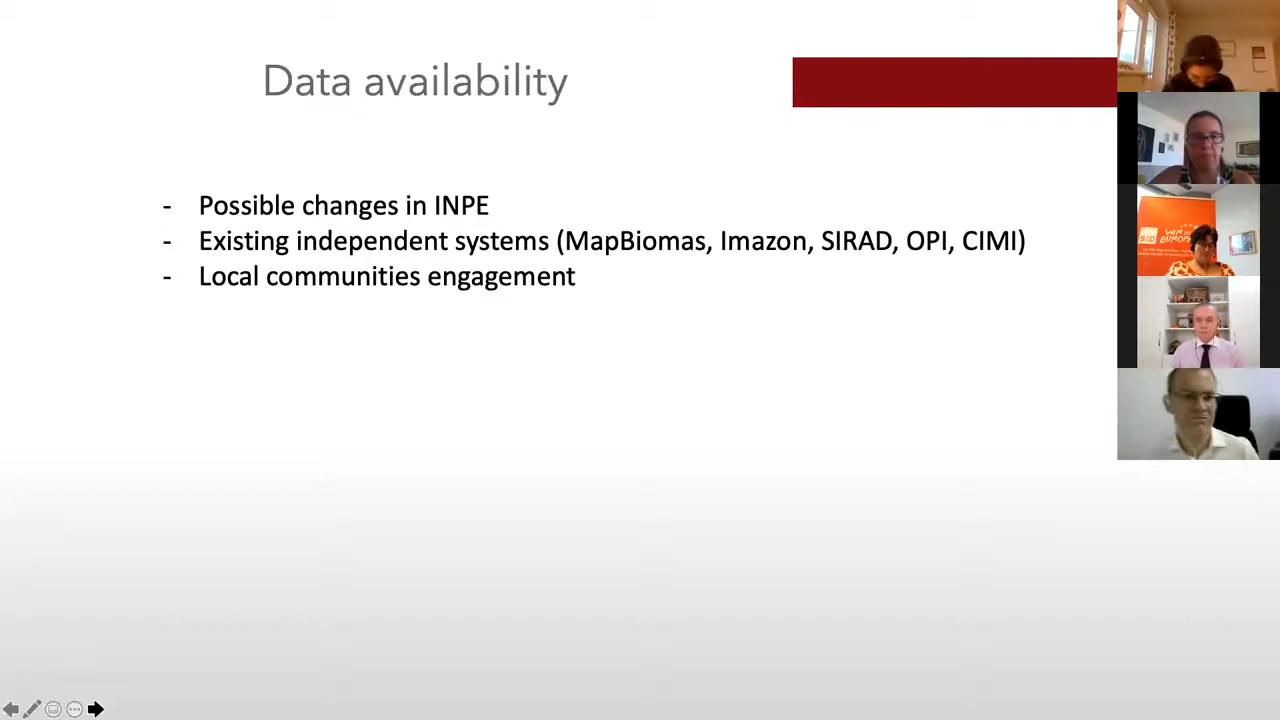 Data availability
- Possible changes in INPE
- Existing independent systems (MapBiomas, Imazon, SIRAD, OPI, CIMI)
- Local communities engagement